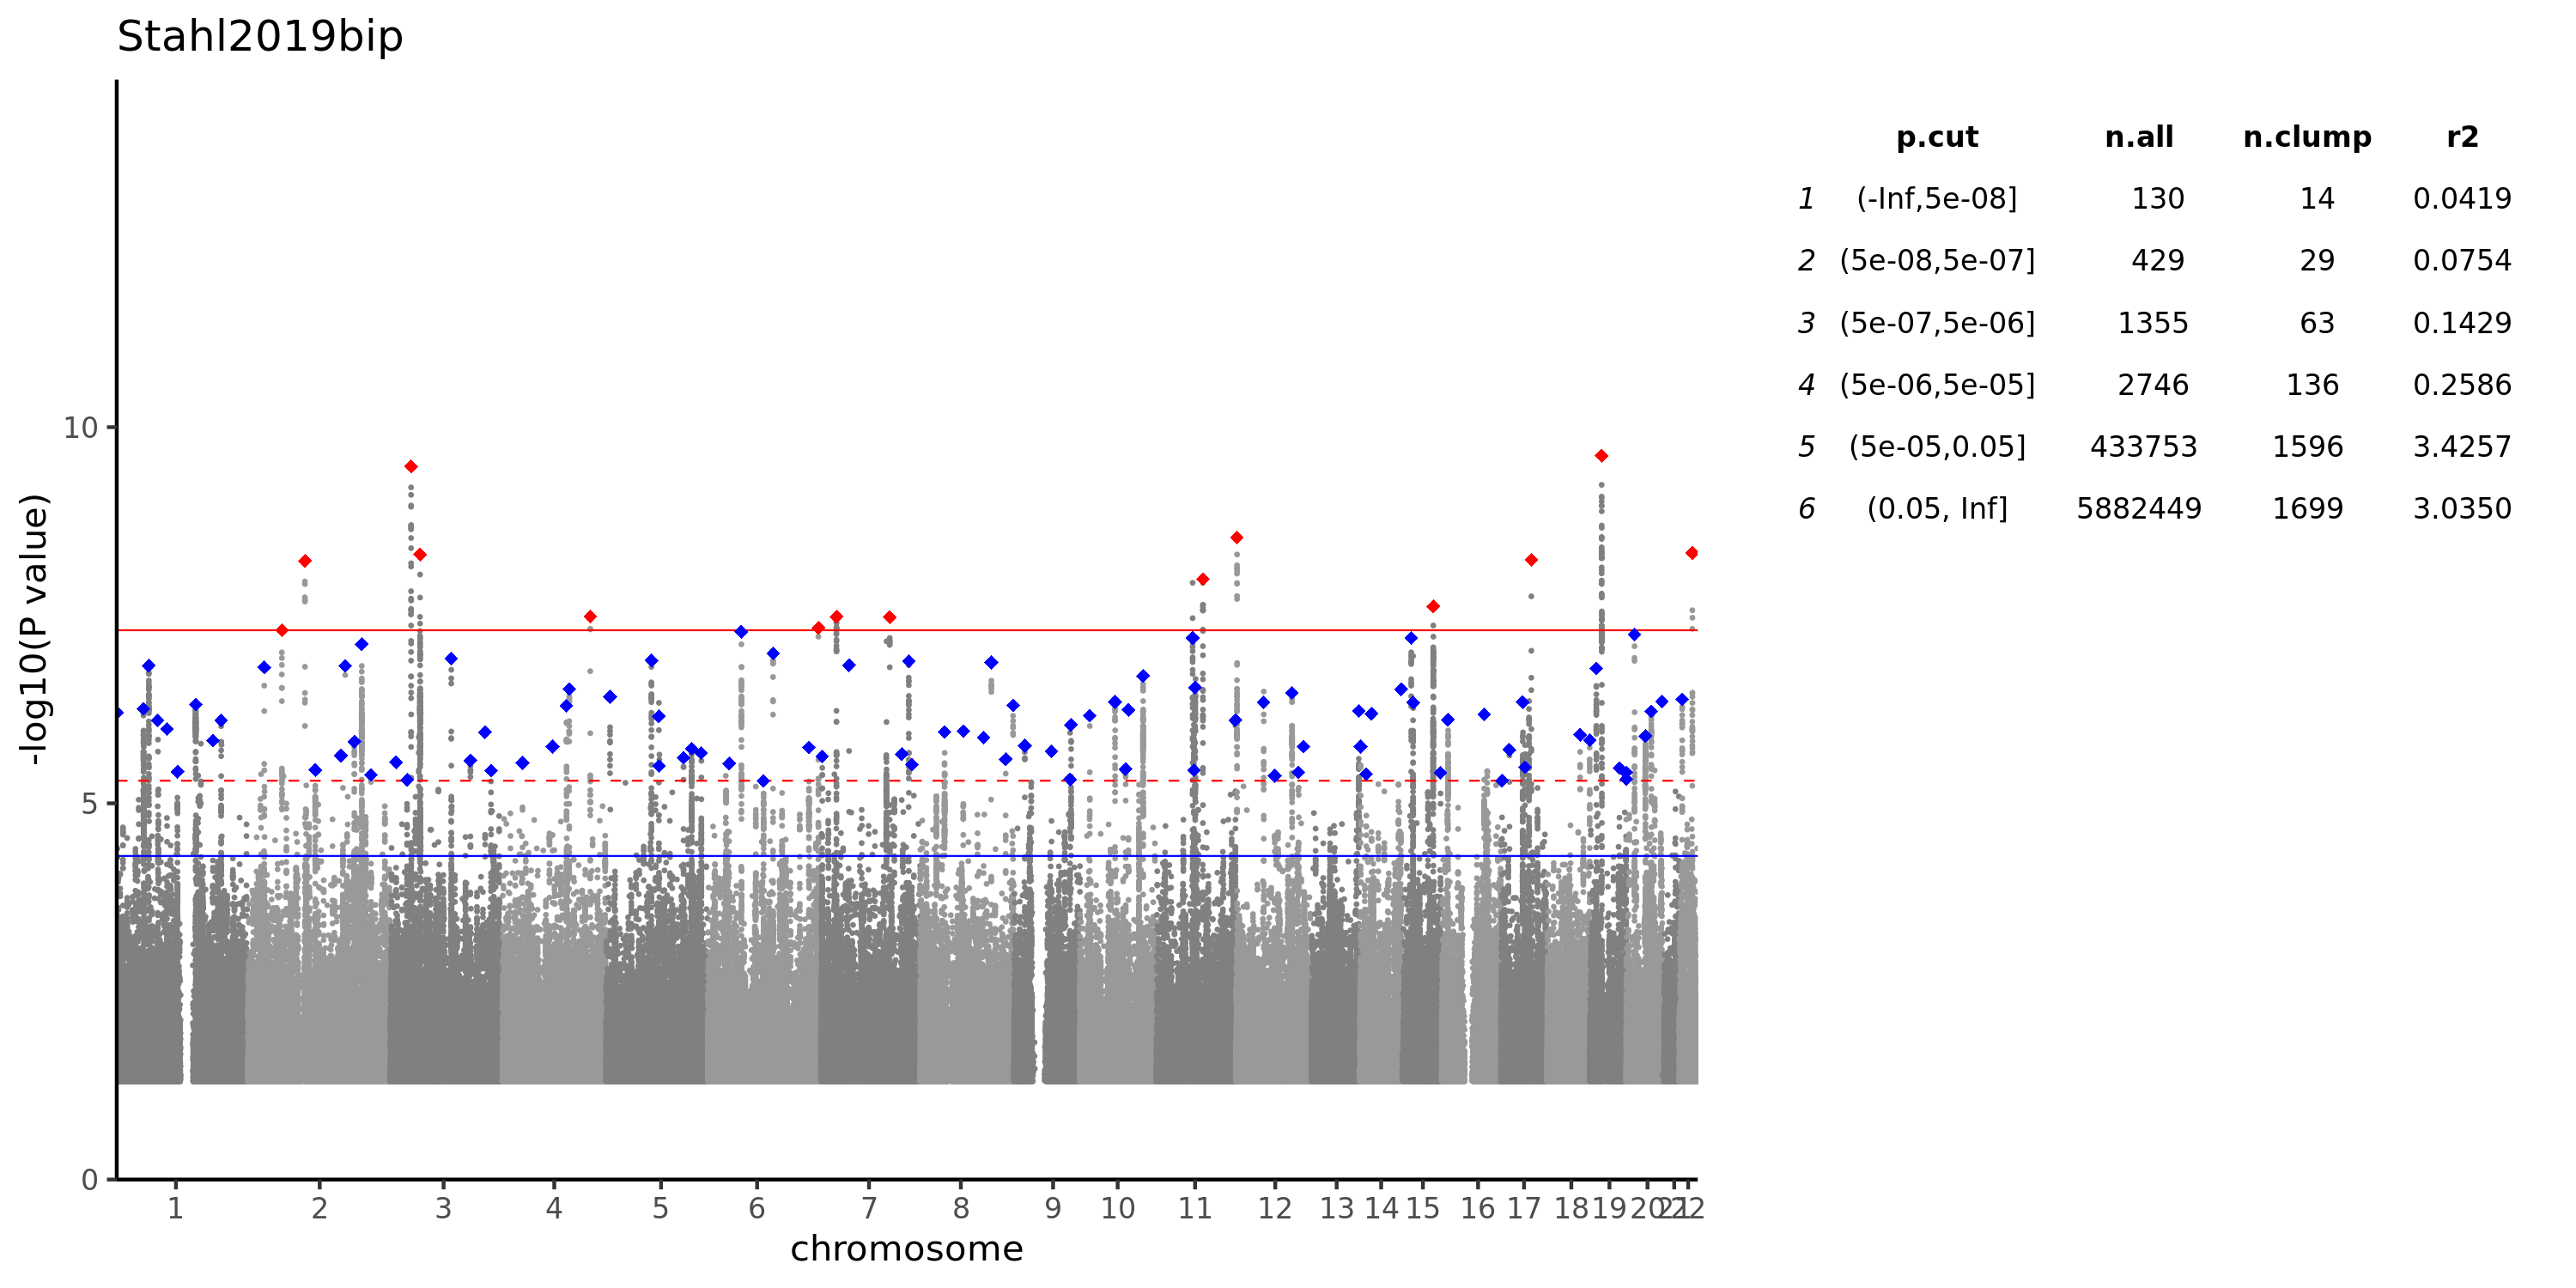 Stahl2019bip
p.cut n.all n.clump r2
1 (-Inf,5e-08] 130 14 0.0419
2 (5e-08,5e-07] 429 29 0.0754
3 (5e-07,5e-06] 1355 63 0.1429
4 (5e-06,5e-05] 2746 136 0.2586
5 (5e-05,0.05] 433753 1596 3.4257
6 (0.05, Inf] 5882449 1699 3.0350
-log10(P value)
10
5
0
1 2 3 4 5 6 7 8 9 10 11 12 13 14 15 16 17 18 19 20 21 22
chromosome